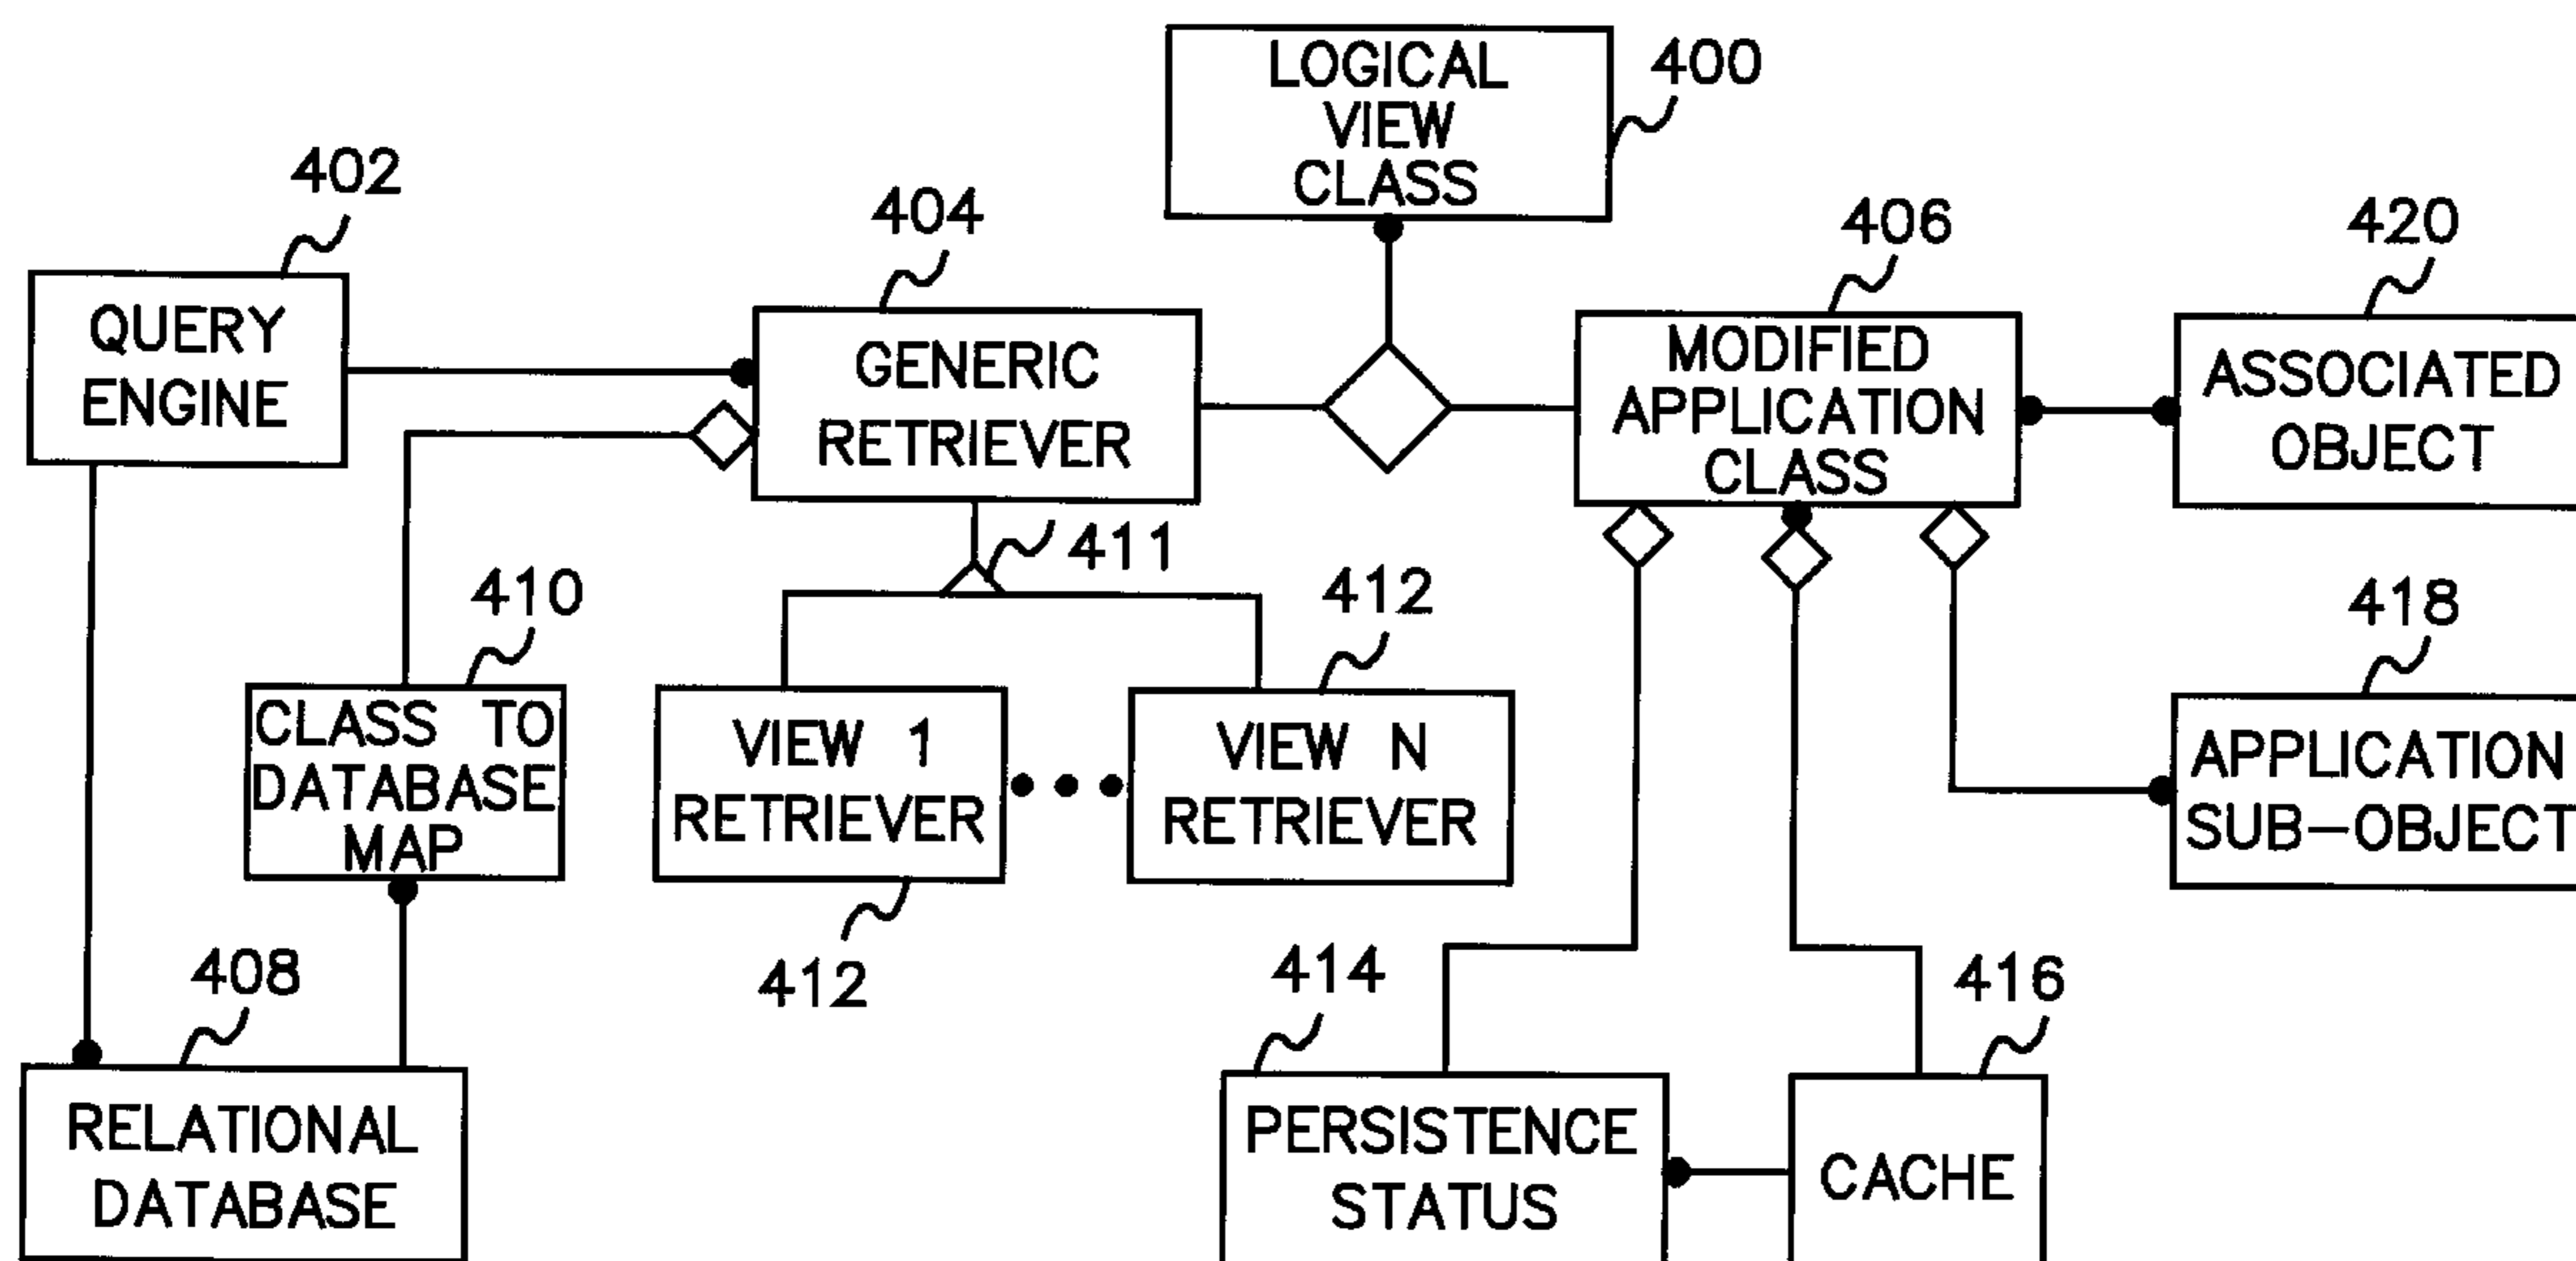 400
LOGICAL
VIEW
CLASS
402
QUERY
ENGINE
404
GENERIC
RETRIEVER
406
MODIFIED
APPLICATION
CLASS
420
ASSOCIATED
OBJECT
411
410
CLASS TO
DATABASE
MAP
VIEW 1
RETRIEVER
412
412
VIEW N
RETRIEVER
418
APPLICATION
SUB-OBJECT
408
RELATIONAL
DATABASE
414
PERSISTENCE
STATUS
416
CACHE